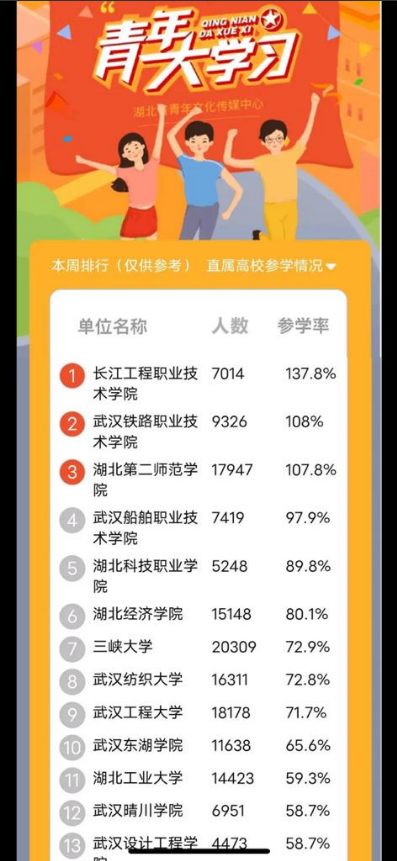 青年大学习
QING NIAN
DA XUE XI
湖北省青年文化传媒中心
本周排行（仅供参考） 直属高校参学情况
单位名称 人数 参学率
1 长江工程职业技 7014 137.8%
术学院
2 武汉铁路职业技 9326 108%
术学院
3 湖北第二师范学 17947 107.8%
院
4 武汉船舶职业技 7419 97.9%
术学院
5 湖北科技职业学 5248 89.8%
院
6 湖北经济学院 15148 80.1%
7 三峡大学 20309 72.9%
8 武汉纺织大学 16311 72.8%
9 武汉工程大学 18178 71.7%
10 武汉东湖学院 11638 65.6%
11 湖北工业大学 14423 59.3%
12 武汉晴川学院 6951 58.7%
13 武汉设计工程学 4473 58.7%
院